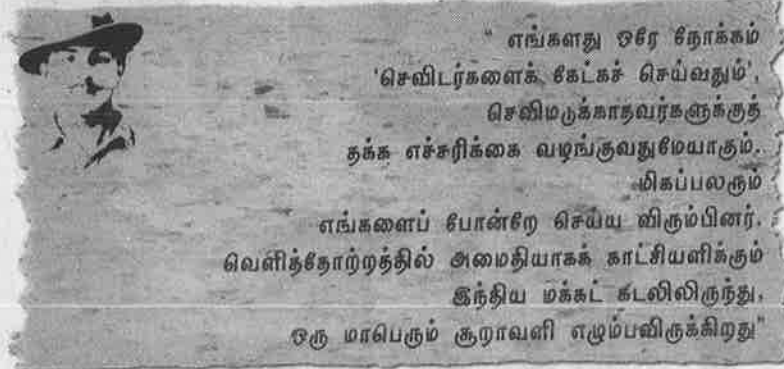 " எங்களது ஒரே நோக்கம்
'செவிடர்களைக் கேட்கச் செய்வதும்',
செவிமடுக்காதவர்களுக்குத்
தக்க எச்சரிக்கை வழங்குவதுமேயாகும்.
மிகப்பலரும்
எங்களைப் போன்றே செய்ய விரும்பினர்.
வெளித்தோற்றத்தில் அமைதியாகக் காட்சியளிக்கும்
இந்திய மக்கட் கடலிலிருந்து,
ஒரு மாபெரும் சூறாவளி எழும்பவிருக்கிறது"